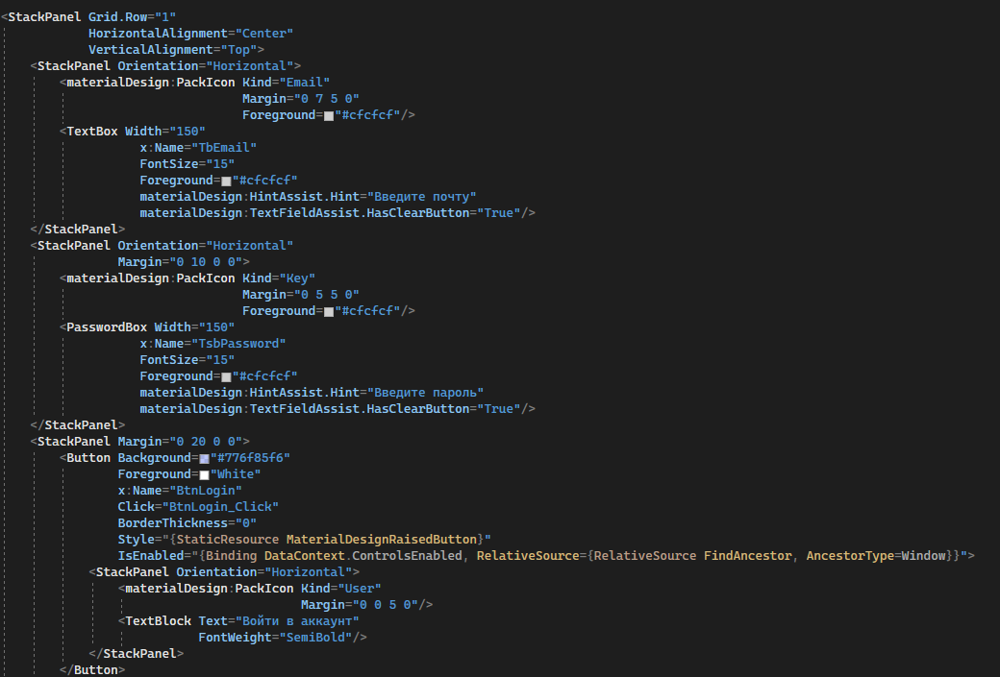 <StackPanel Grid.Row="1"
HorizontalAlignment="Center"
VerticalAlignment="Top">
<StackPanel Orientation="Horizontal">
<materialDesign:PackIcon Kind="Email"
Margin="0 7 5 0"
Foreground="#cfcfcf"/>
<TextBox Width="150"
x:Name="TbEmail"
FontSize="15"
Foreground="#cfcfcf"
materialDesign:HintAssist.Hint="Введите почту"
materialDesign:TextFieldAssist.HasClearButton="True"/>
</StackPanel>
<StackPanel Orientation="Horizontal"
Margin="0 10 0 0">
<materialDesign:PackIcon Kind="Key"
Margin="0 5 5 0"
Foreground="#cfcfcf"/>
<PasswordBox Width="150"
x:Name="TsbPassword"
FontSize="15"
Foreground="#cfcfcf"
materialDesign:HintAssist.Hint="Введите пароль"
materialDesign:TextFieldAssist.HasClearButton="True"/>
</StackPanel>
<StackPanel Margin="0 20 0 0">
<Button Background="#776f85f6"
Foreground="White"
x:Name="BtnLogin"
Click="BtnLogin_Click"
BorderThickness="0"
Style="{StaticResource MaterialDesignRaisedButton}"
IsEnabled="{Binding DataContext.ControlsEnabled, RelativeSource={RelativeSource FindAncestor, AncestorType=Window}}">
<StackPanel Orientation="Horizontal">
<materialDesign:PackIcon Kind="User"
Margin="0 0 5 0"/>
<TextBlock Text="Войти в аккаунт"
FontWeight="SemiBold"/>
</StackPanel>
</Button>